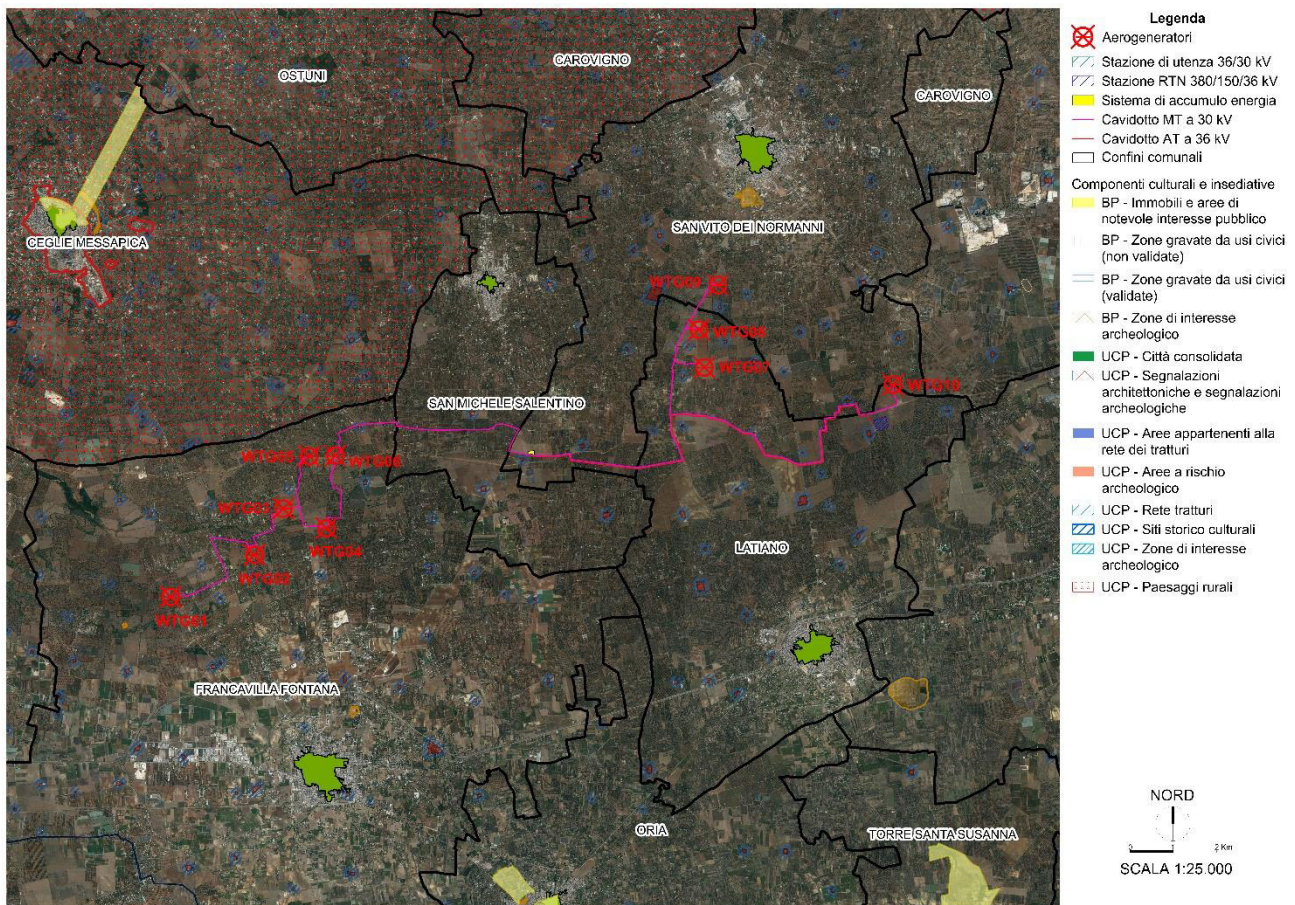 OSTUNI
CAROVIGNO
CAROVIGNO
CEGLIE MESSAPICA
SAN VITO DEI NORMANNI
WTG09
WTG08
WTG07
WTG10
SAN MICHELE SALENTINO
WTG05
WTG06
WTG03
WTG04
WTG02
WTG01
LATIANO
FRANCAVILLA FONTANA
ORIA
TORRE SANTA SUSANNA
Legenda
Aerogeneratori
Stazione di utenza 36/30 kV
Stazione RTN 380/150/36 kV
Sistema di accumulo energia
Cavidotto MT a 30 kV
Cavidotto AT a 36 kV
Confini comunali
Componenti culturali e insediative
BP - Immobili e aree di
notevole interesse pubblico
BP - Zone gravate da usi civici
(non validate)
BP - Zone gravate da usi civici
(validate)
BP - Zone di interesse
archeologico
UCP - Città consolidata
UCP - Segnalazioni
architettoniche e segnalazioni
archeologiche
UCP - Aree appartenenti alla
rete dei tratturi
UCP - Aree a rischio
archeologico
UCP - Rete tratturi
UCP - Siti storico culturali
UCP - Zone di interesse
archeologico
UCP - Paesaggi rurali
NORD
0 1 2 Km
SCALA 1:25.000